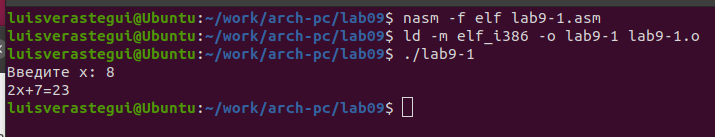 luisverastegui@Ubuntu:~/work/arch-pc/lab09$ nasm -f elf lab9-1.asm
luisverastegui@Ubuntu:~/work/arch-pc/lab09$ ld -m elf_i386 -o lab9-1 lab9-1.o
luisverastegui@Ubuntu:~/work/arch-pc/lab09$ ./lab9-1
Введите x: 8
2x+7=23
luisverastegui@Ubuntu:~/work/arch-pc/lab09$